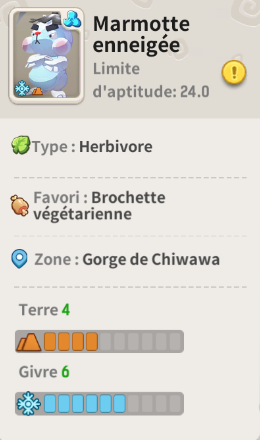 Marmotte
enneigée
Limite
d'aptitude: 24.0
Type : Herbivore
Favori : Brochette
végétarienne
Zone : Gorge de Chiwawa
Terre 4
Givre 6